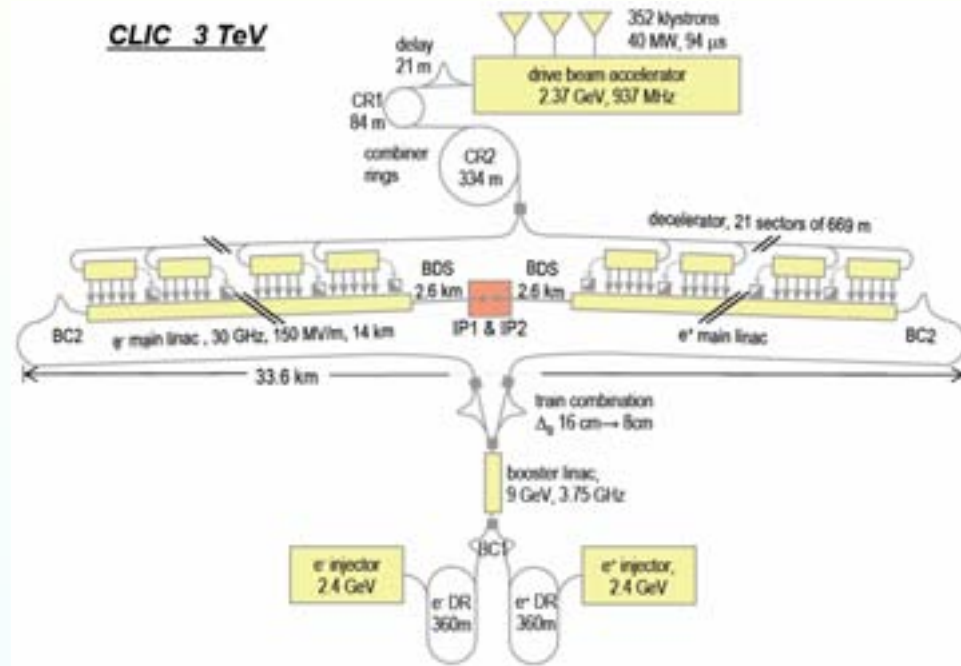 CLIC 3 TeV
352 klystrons
40 MW, 94 μs
delay
21 m
drive beam accelerator
2.37 GeV, 937 MHz
CR1
84 m
combiner
rings
CR2
334 m
decelerator, 21 sectors of 669 m
BDS
2.6 km
BDS
2.6 km
IP1 & IP2
BC2
e⁻ main linac , 30 GHz, 150 MV/m, 14 km
e⁺ main linac
BC2
33.6 km
train combination
16 cm→ 8cm
booster linac,
9 GeV, 3.75 GHz
BC1
e⁻ injector
2.4 GeV
e⁺ injector,
2.4 GeV
e⁻ DR
360m
e⁺ DR
360m